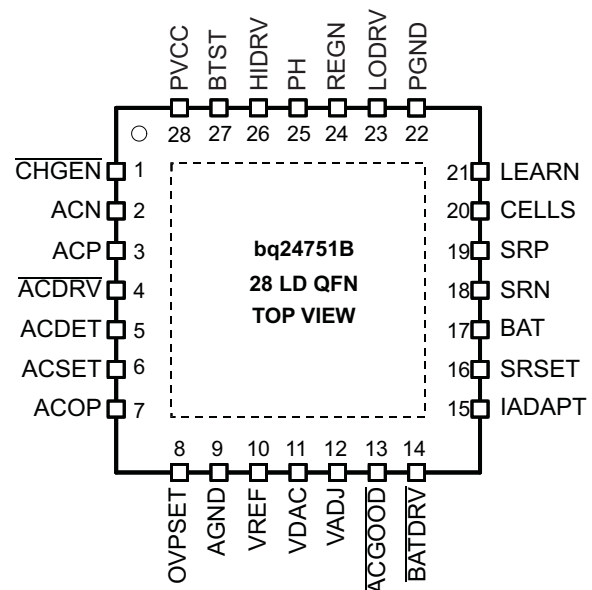 PVCC
BTST
HIDRV
PH
REGN
LODRV
PGND
28 27 26 25 24 23 22
CHGEN 1
ACN 2
ACP 3
ACDRV 4
ACDET 5
ACSET 6
ACOP 7
bq24751B
28 LD QFN
TOP VIEW
21 LEARN
20 CELLS
19 SRP
18 SRN
17 BAT
16 SRSET
15 IADAPT
8 9 10 11 12 13 14
OVPSET
AGND
VREF
VDAC
VADJ
ACGOOD
BATDRV